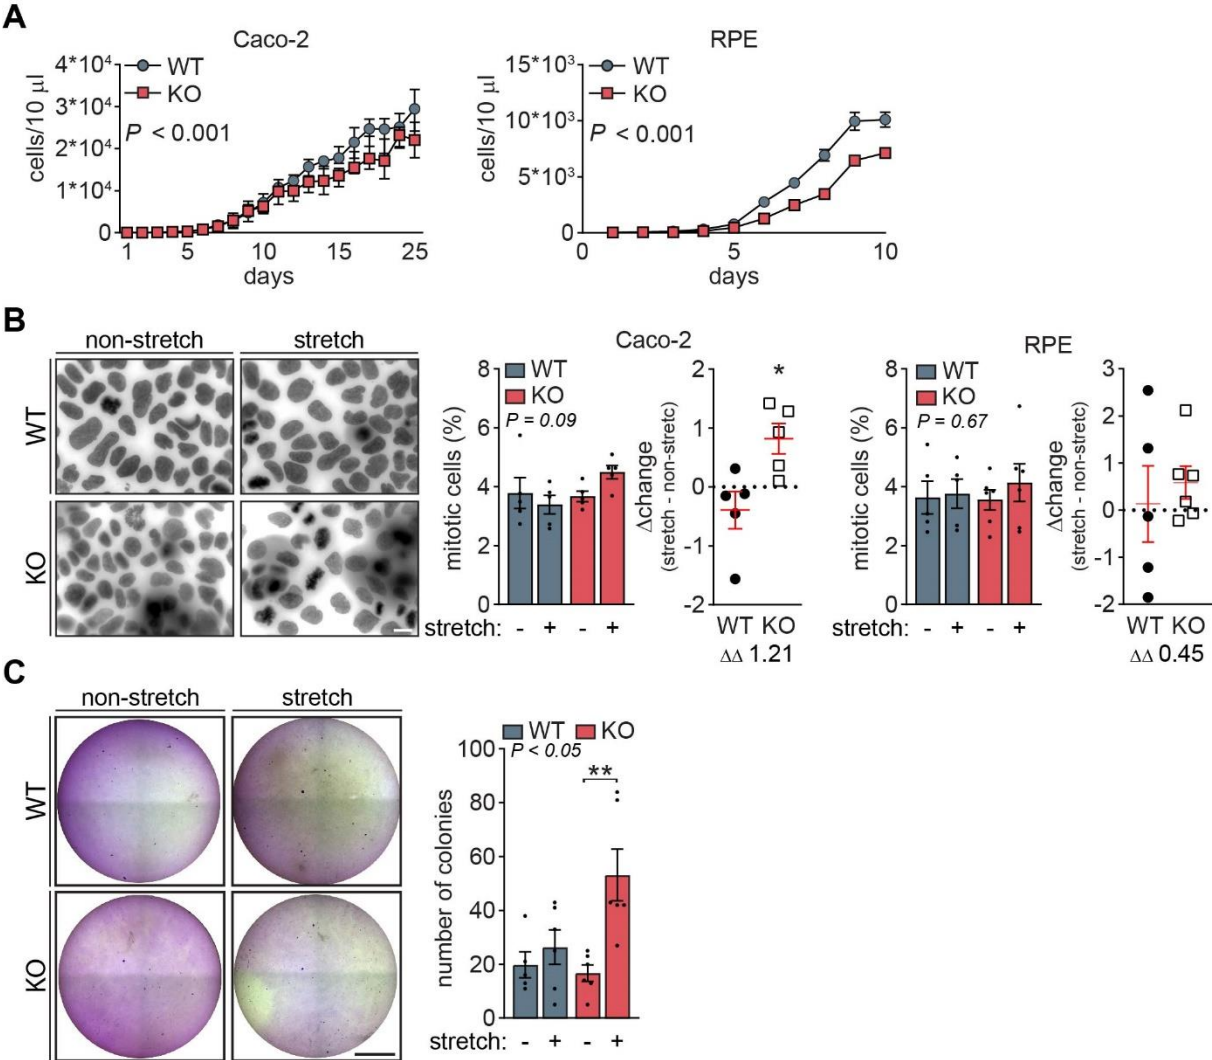 A
Caco-2
4*10⁴
3*10⁴
2*10⁴
1*10⁴
0
cells/10 µl
WT
KO
P < 0.001
1
5
10
15
25
days
RPE
15*10³
10*10³
5*10³
0
cells/10 µl
WT
KO
P < 0.001
0
5
10
days
B
non-stretch
stretch
WT
KO
Caco-2
8
6
4
2
0
mitotic cells (%)
WT
KO
P = 0.09
stretch: - + - +
2
1
0
-1
-2
Δchange
(stretch - non-stretc)
*
WT KO
ΔΔ 1.21
RPE
8
6
4
2
0
mitotic cells (%)
WT
KO
P = 0.67
stretch: - + - +
3
2
1
0
-1
-2
Δchange
(stretch - non-stretc)
WT KO
ΔΔ 0.45
C
non-stretch
stretch
WT
KO
WT KO
P < 0.05
100
80
60
40
20
0
number of colonies
**
stretch: - + - +